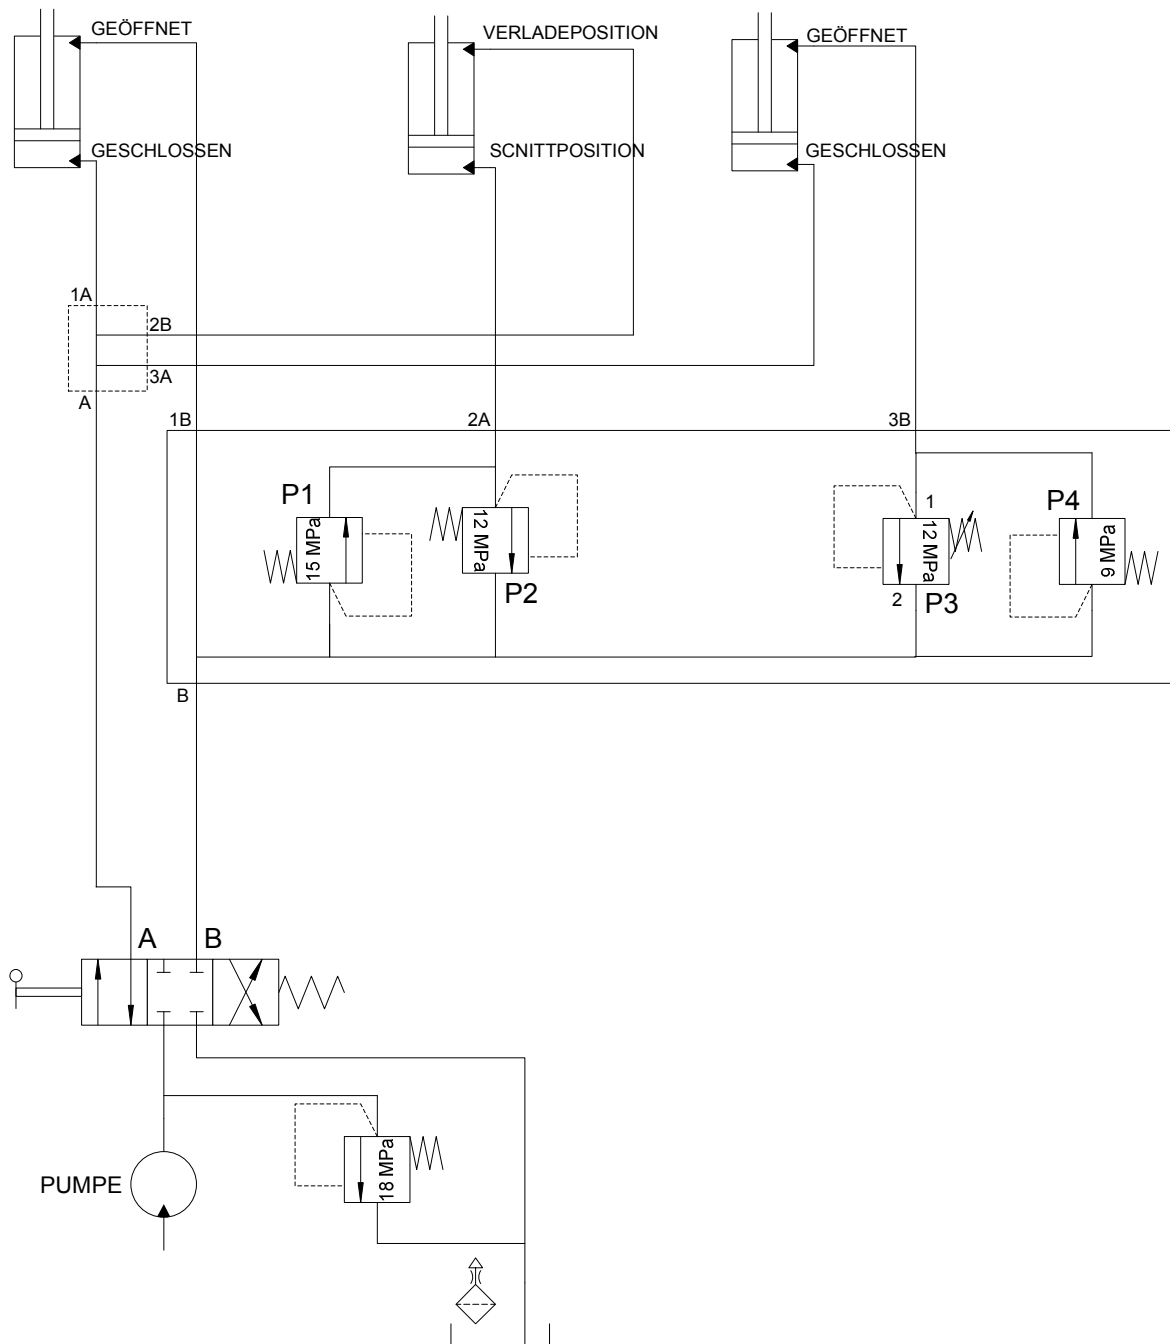 GEÖFFNET
VERLADEPOSITION
GEÖFFNET
GESCHLOSSEN
SCNITTPOSITION
GESCHLOSSEN
1A
2B
3A
A
1B
2A
3B
P1
15 MPa
12 MPa
P2
1
12 MPa
2
P3
P4
9 MPa
B
A
B
PUMPE
18 MPa